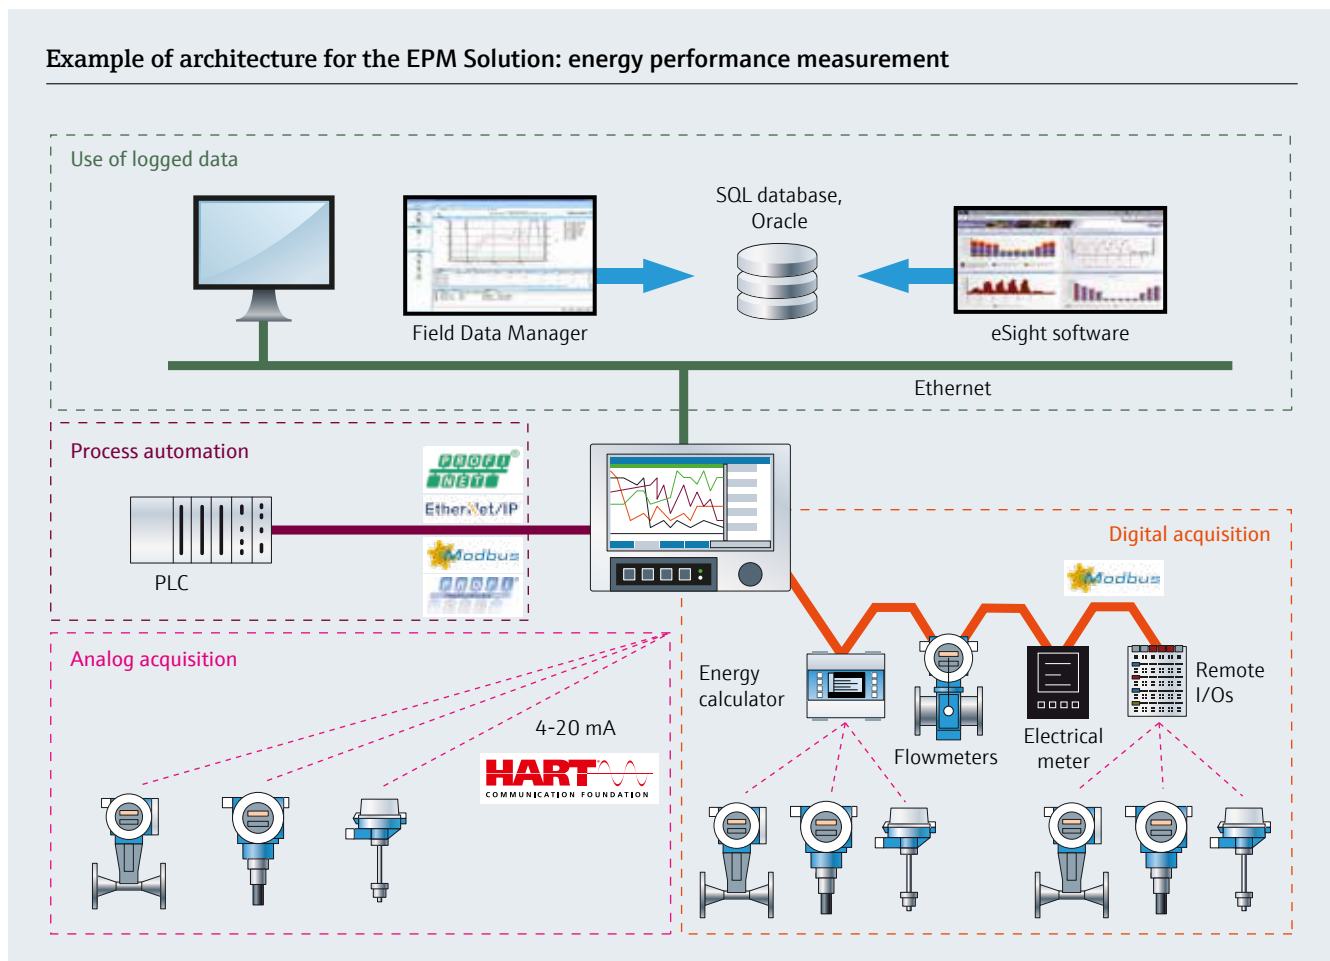 Example of architecture for the EPM Solution: energy performance measurement
Use of logged data
SQL database,
Oracle
Field Data Manager
eSight software
Ethernet
Process automation
PROFI
NET
EtherNet/IP
Modbus
PROFI
PLC
Digital acquisition
Modbus
Analog acquisition
4-20 mA
HART
COMMUNICATION FOUNDATION
Energy
calculator
Flowmeters
Electrical
meter
Remote
I/Os